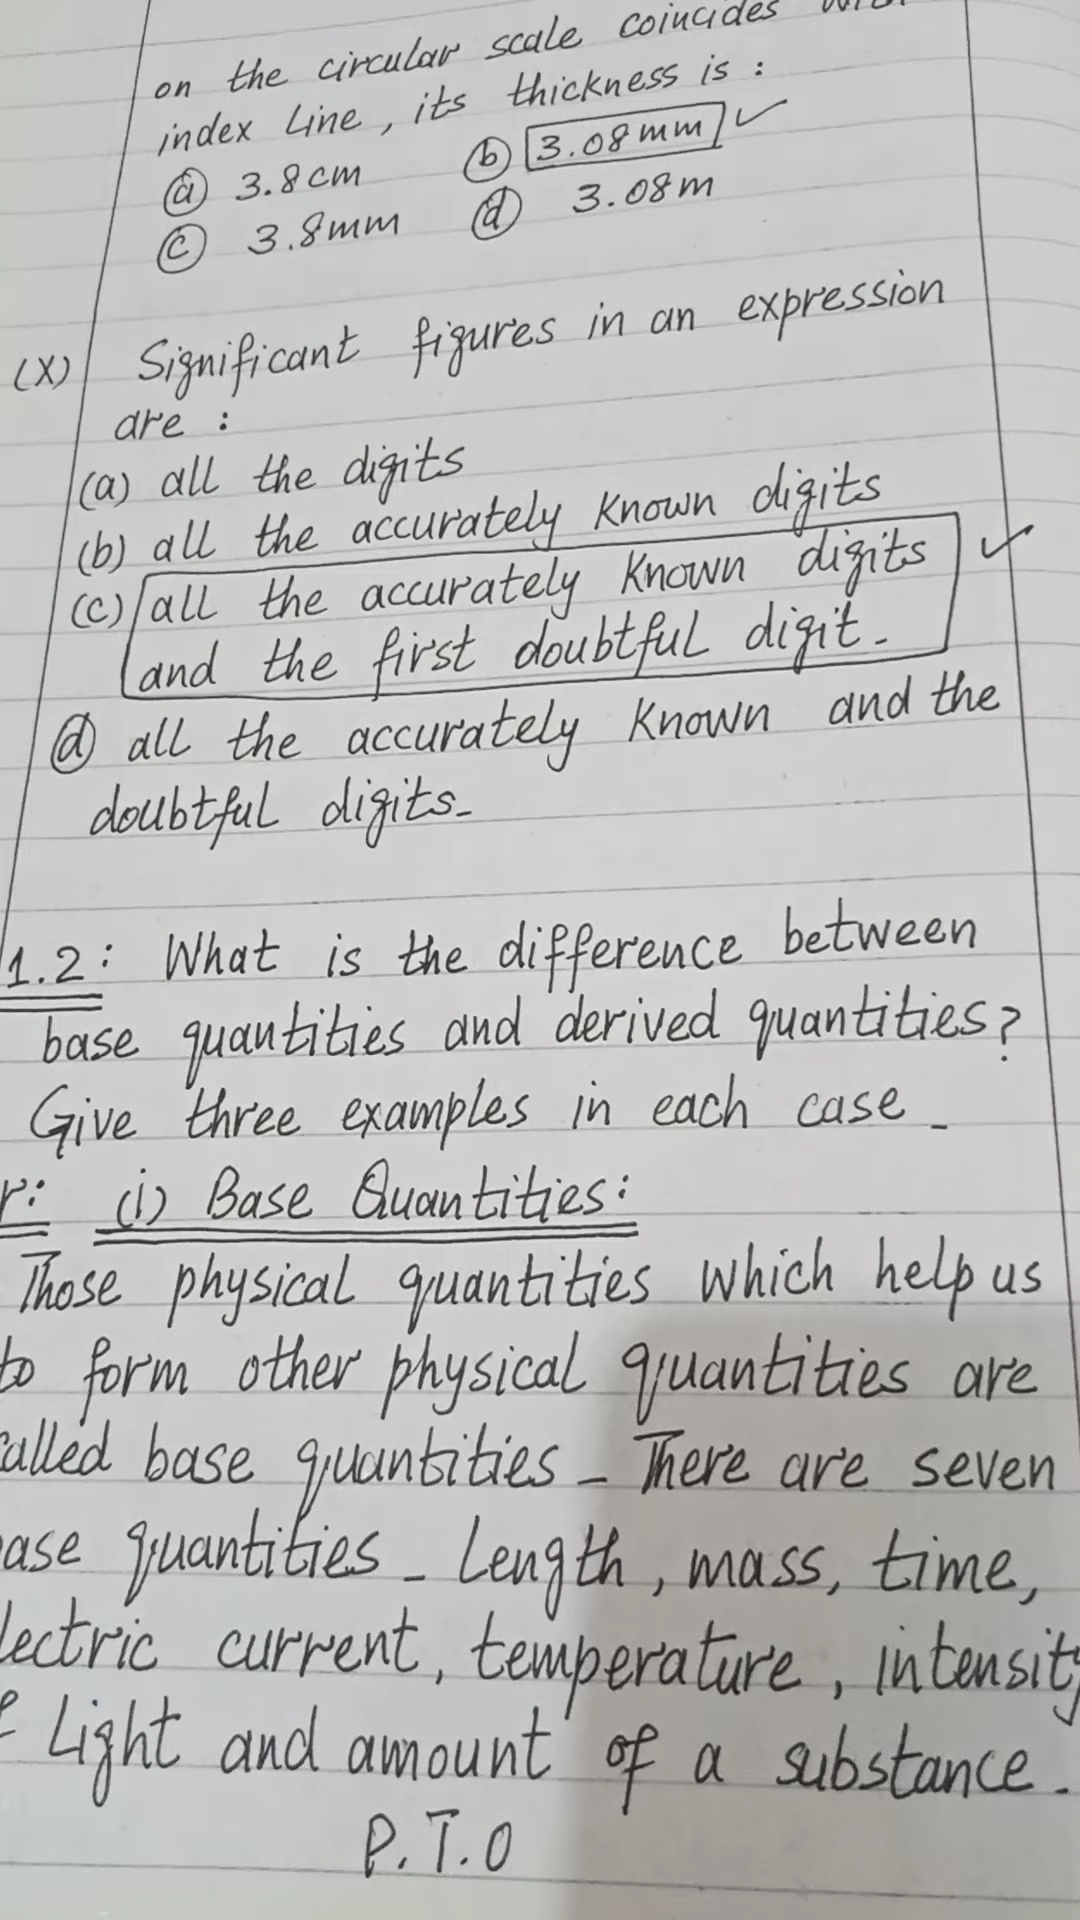 on the circular scale coincides with
index line, its thickness is :
(a) 3.8cm (b) 3.08mm ✓
(c) 3.8mm (d) 3.08m
(X) Significant figures in an expression
are :
(a) all the digits
(b) all the accurately known digits
(c) all the accurately known digits ✓
and the first doubtful digit.
(d) all the accurately known and the
doubtful digits.
1.2: What is the difference between
base quantities and derived quantities?
Give three examples in each case.
r: (i) Base Quantities:
Those physical quantities which help us
to form other physical quantities are
called base quantities. There are seven
ase quantities. Length, mass, time,
lectric current, temperature, intensity
f Light and amount of a substance.
P.T.O